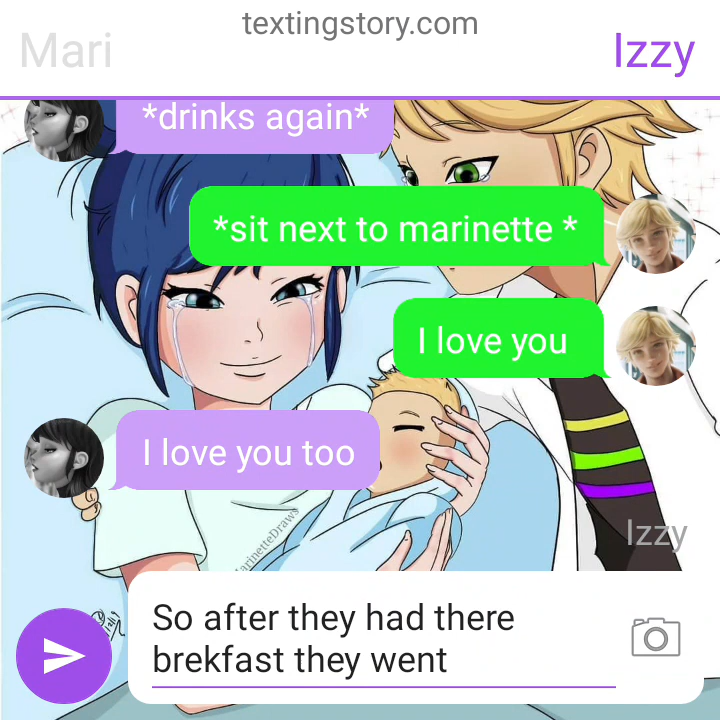 textingstory.com
Mari
Izzy
*drinks again*
*sit next to marinette *
I love you
I love you too
arinetteDraws
Izzy
So after they had there
brekfast they went